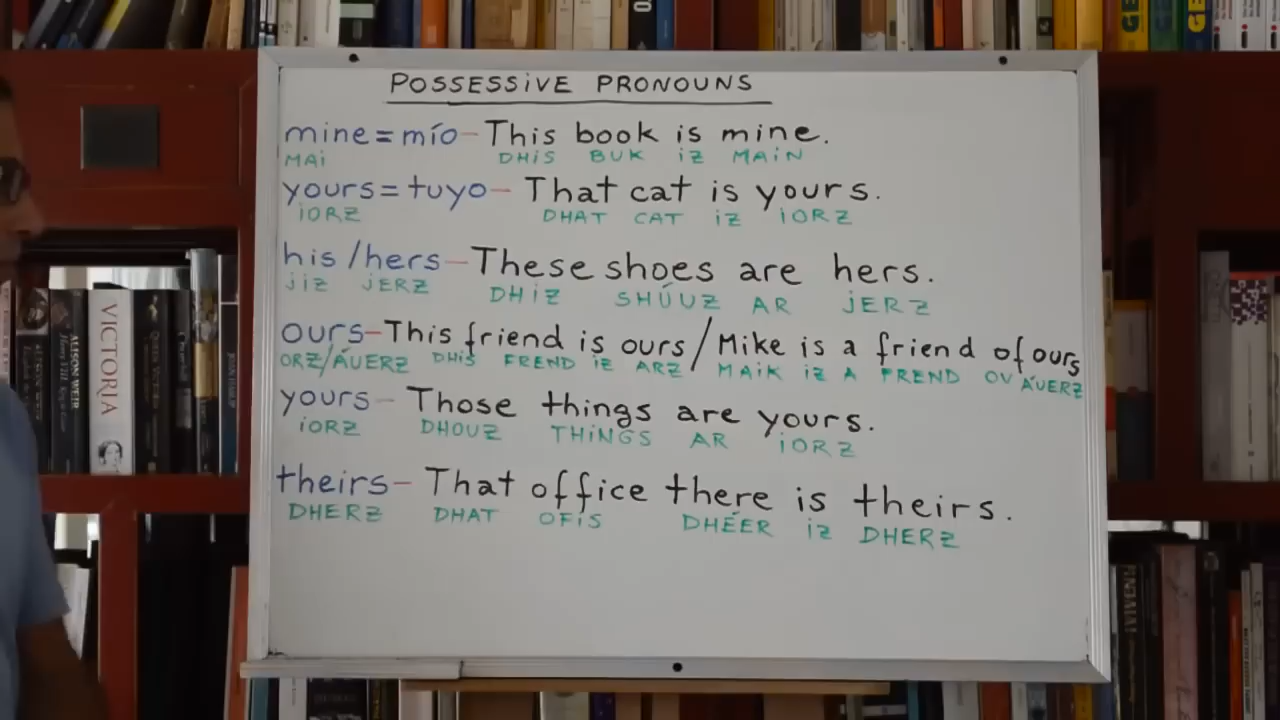 POSSESSIVE PRONOUNS
mine = mío - This book is mine.
MAi DHiS BUK iZ MAiN
yours = tuyo - That cat is yours.
iORZ DHAT CAT iZ iORZ
his / hers - These shoes are hers.
jiZ jERZ DHiZ SHÚUZ AR jERZ
ours - This friend is ours / Mike is a friend of ours
ORZ/ÁUERZ DHiS FREND iZ ARZ / MAiK iZ A FREND OV ÁUERZ
yours - Those things are yours.
iORZ DHOUZ THiNGS AR iORZ
theirs - That office there is theirs.
DHERZ DHAT OFiS DHÉER iZ DHERZ
VICTORIA
ALISON WEIR